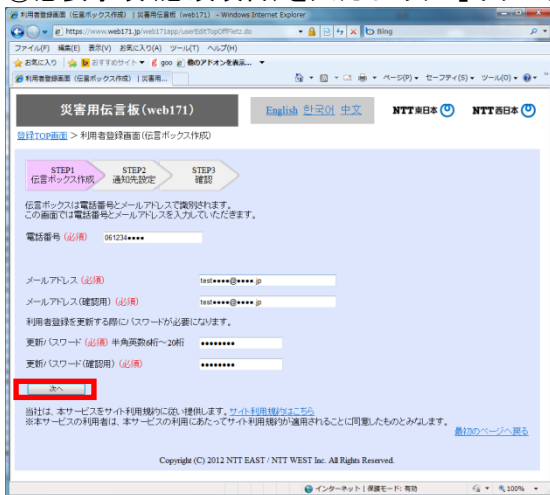 利用者登録画面 (伝言ボックス作成) | 災害用伝言板 (web171) - Windows Internet Explorer
https://www.web171.jp/web171app/userEditTopOffRetz.do
Bing
ファイル(F) 編集(E) 表示(V) お気に入り(A) ツール(T) ヘルプ(H)
お気に入り おすすめサイト goo 他のアドオンを表示...
利用者登録画面 (伝言ボックス作成) | 災害用...
ページ(P) セーフティ(S) ツール(O)
災害用伝言板(web171)
English 한국어 中文
NTT東日本 NTT西日本
登録TOP画面 > 利用者登録画面(伝言ボックス作成)
STEP1 STEP2 STEP3
伝言ボックス作成 通知先設定 確認
伝言ボックスは電話番号とメールアドレスで識別されます。
この画面では電話番号とメールアドレスを入力していただきます。
電話番号 (必須) 061234●●●●
メールアドレス (必須) test●●●●@●●●●.jp
メールアドレス(確認用) (必須) test●●●●@●●●●.jp
利用者登録を更新する際にパスワードが必要になります。
更新パスワード (必須) 半角英数6桁～20桁 ●●●●●●●●
更新パスワード(確認用) (必須) ●●●●●●●●
次へ
当社は、本サービスをサイト利用規約に従い提供します。サイト利用規約はこちら
※本サービスの利用者は、本サービスの利用にあたってサイト利用規約が適用されることに同意したものとみなします。
最初のページへ戻る
Copyright (C) 2012 NTT EAST / NTT WEST Inc. All Rights Reserved.
インターネット | 保護モード: 有効 100%